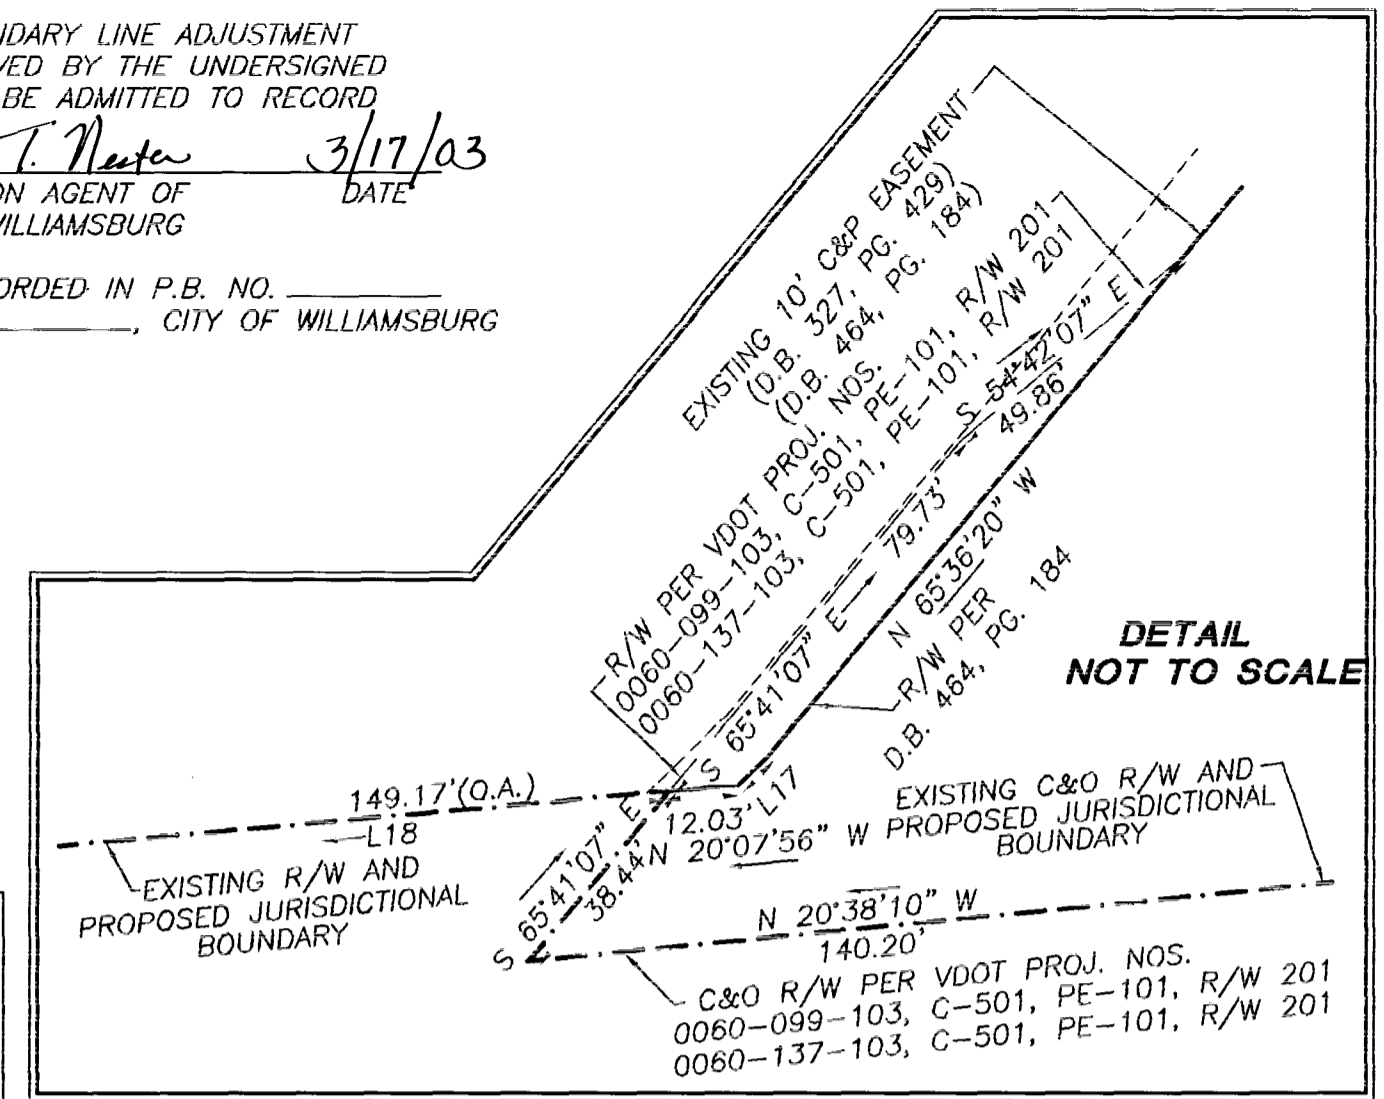 NDARY LINE ADJUSTMENT
VED BY THE UNDERSIGNED
BE ADMITTED TO RECORD
T. Nester 3/17/03
ON AGENT OF DATE
WILLIAMSBURG
ORDED IN P.B. NO.
, CITY OF WILLIAMSBURG
EXISTING 10' C&P EASEMENT
(D.B. 327, PG. 429)
(D.B. 464, PG. 184)
R/W PER VDOT PROJ. NOS.
0060-099-103, C-501, PE-101, R/W 201
0060-137-103, C-501, PE-101, R/W 201
S 54°42'07" E
49.86'
S 65°41'07" E
79.73'
N 65°36'20" W
R/W PER
D.B. 464, PG. 184
DETAIL
NOT TO SCALE
149.17'(O.A.)
L18
EXISTING R/W AND
PROPOSED JURISDICTIONAL
BOUNDARY
12.03' L17
N 20°07'56" W
S 65°41'07" E
38.44'
EXISTING C&O R/W AND
PROPOSED JURISDICTIONAL
BOUNDARY
N 20°38'10" W
140.20'
C&O R/W PER VDOT PROJ. NOS.
0060-099-103, C-501, PE-101, R/W 201
0060-137-103, C-501, PE-101, R/W 201